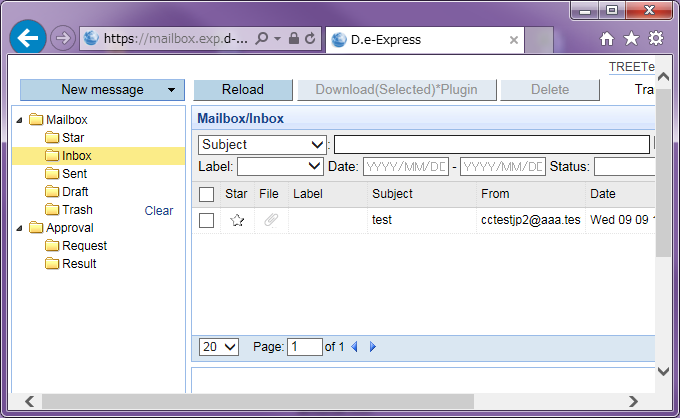 https://mailbox.exp.d-...
D.e-Express
TREETe
New message
Reload
Download(Selected)*Plugin
Delete
Tra
Mailbox
Star
Inbox
Sent
Draft
Trash
Clear
Approval
Request
Result
Mailbox/Inbox
Subject :
Label: Date: YYYY/MM/DD - YYYY/MM/DD Status:
Star File Label Subject From Date
test cctestjp2@aaa.tes Wed 09 09 1
20 Page: 1 of 1